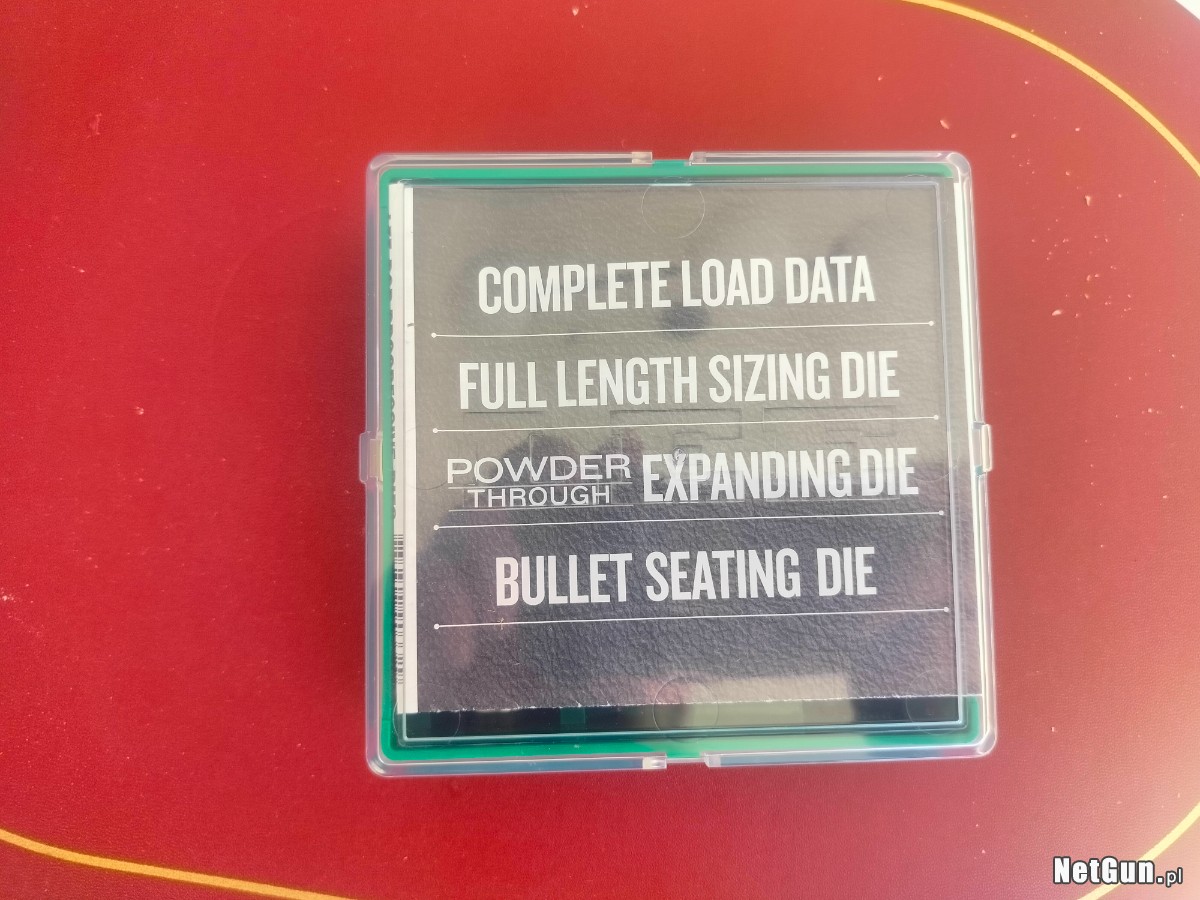 COMPLETE LOAD DATA
FULL LENGTH SIZING DIE
POWDER THROUGH EXPANDING DIE
BULLET SEATING DIE
NetGun.pl